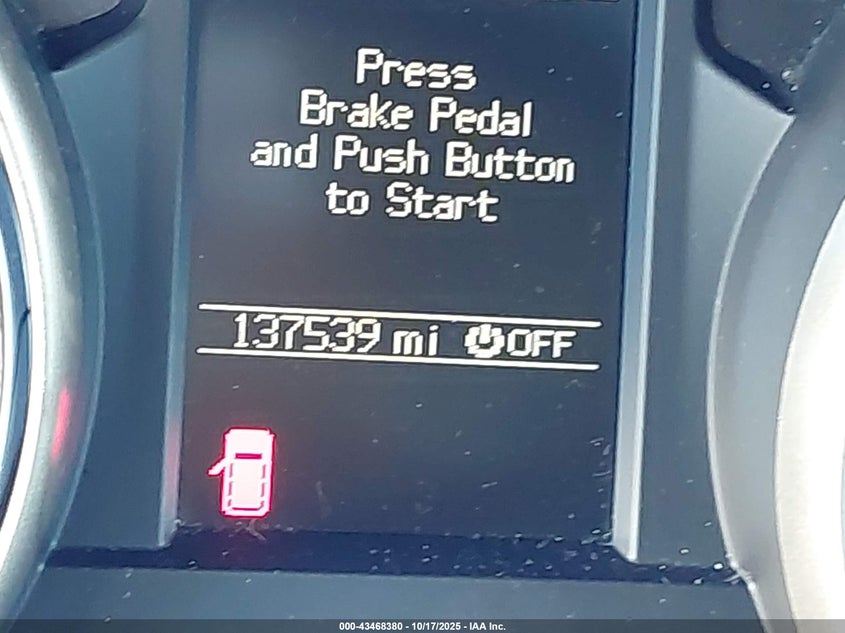 Press
Brake Pedal
and Push Button
to Start
137539 mi OFF
000-43468380 - 10/17/2025 - IAA Inc.